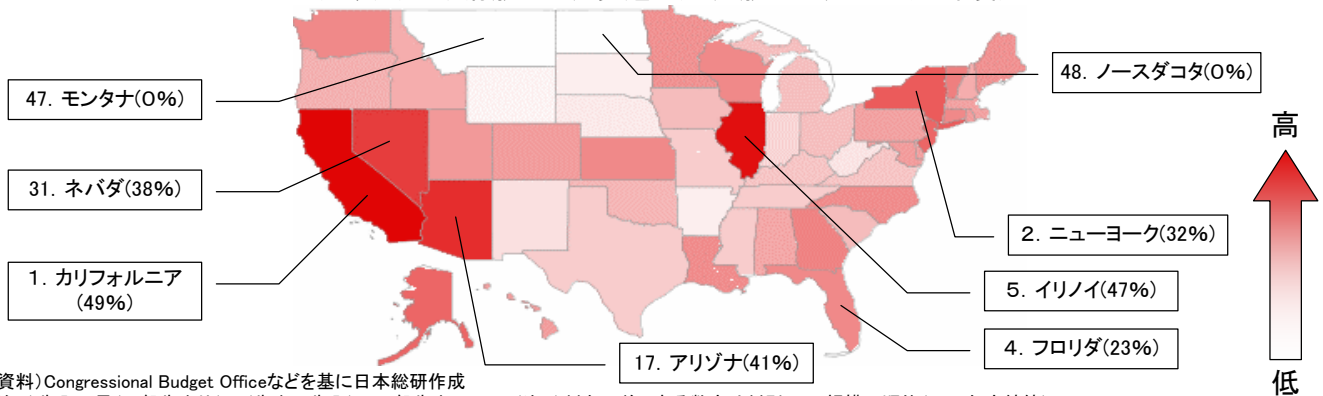 47. モンタナ(0%)
48. ノースダコタ(0%)
高
31. ネバダ(38%)
2. ニューヨーク(32%)
1. カリフォルニア
(49%)
5. イリノイ(47%)
4. フロリダ(23%)
17. アリゾナ(41%)
資料)Congressional Budget Officeなどを基に日本総研作成
低